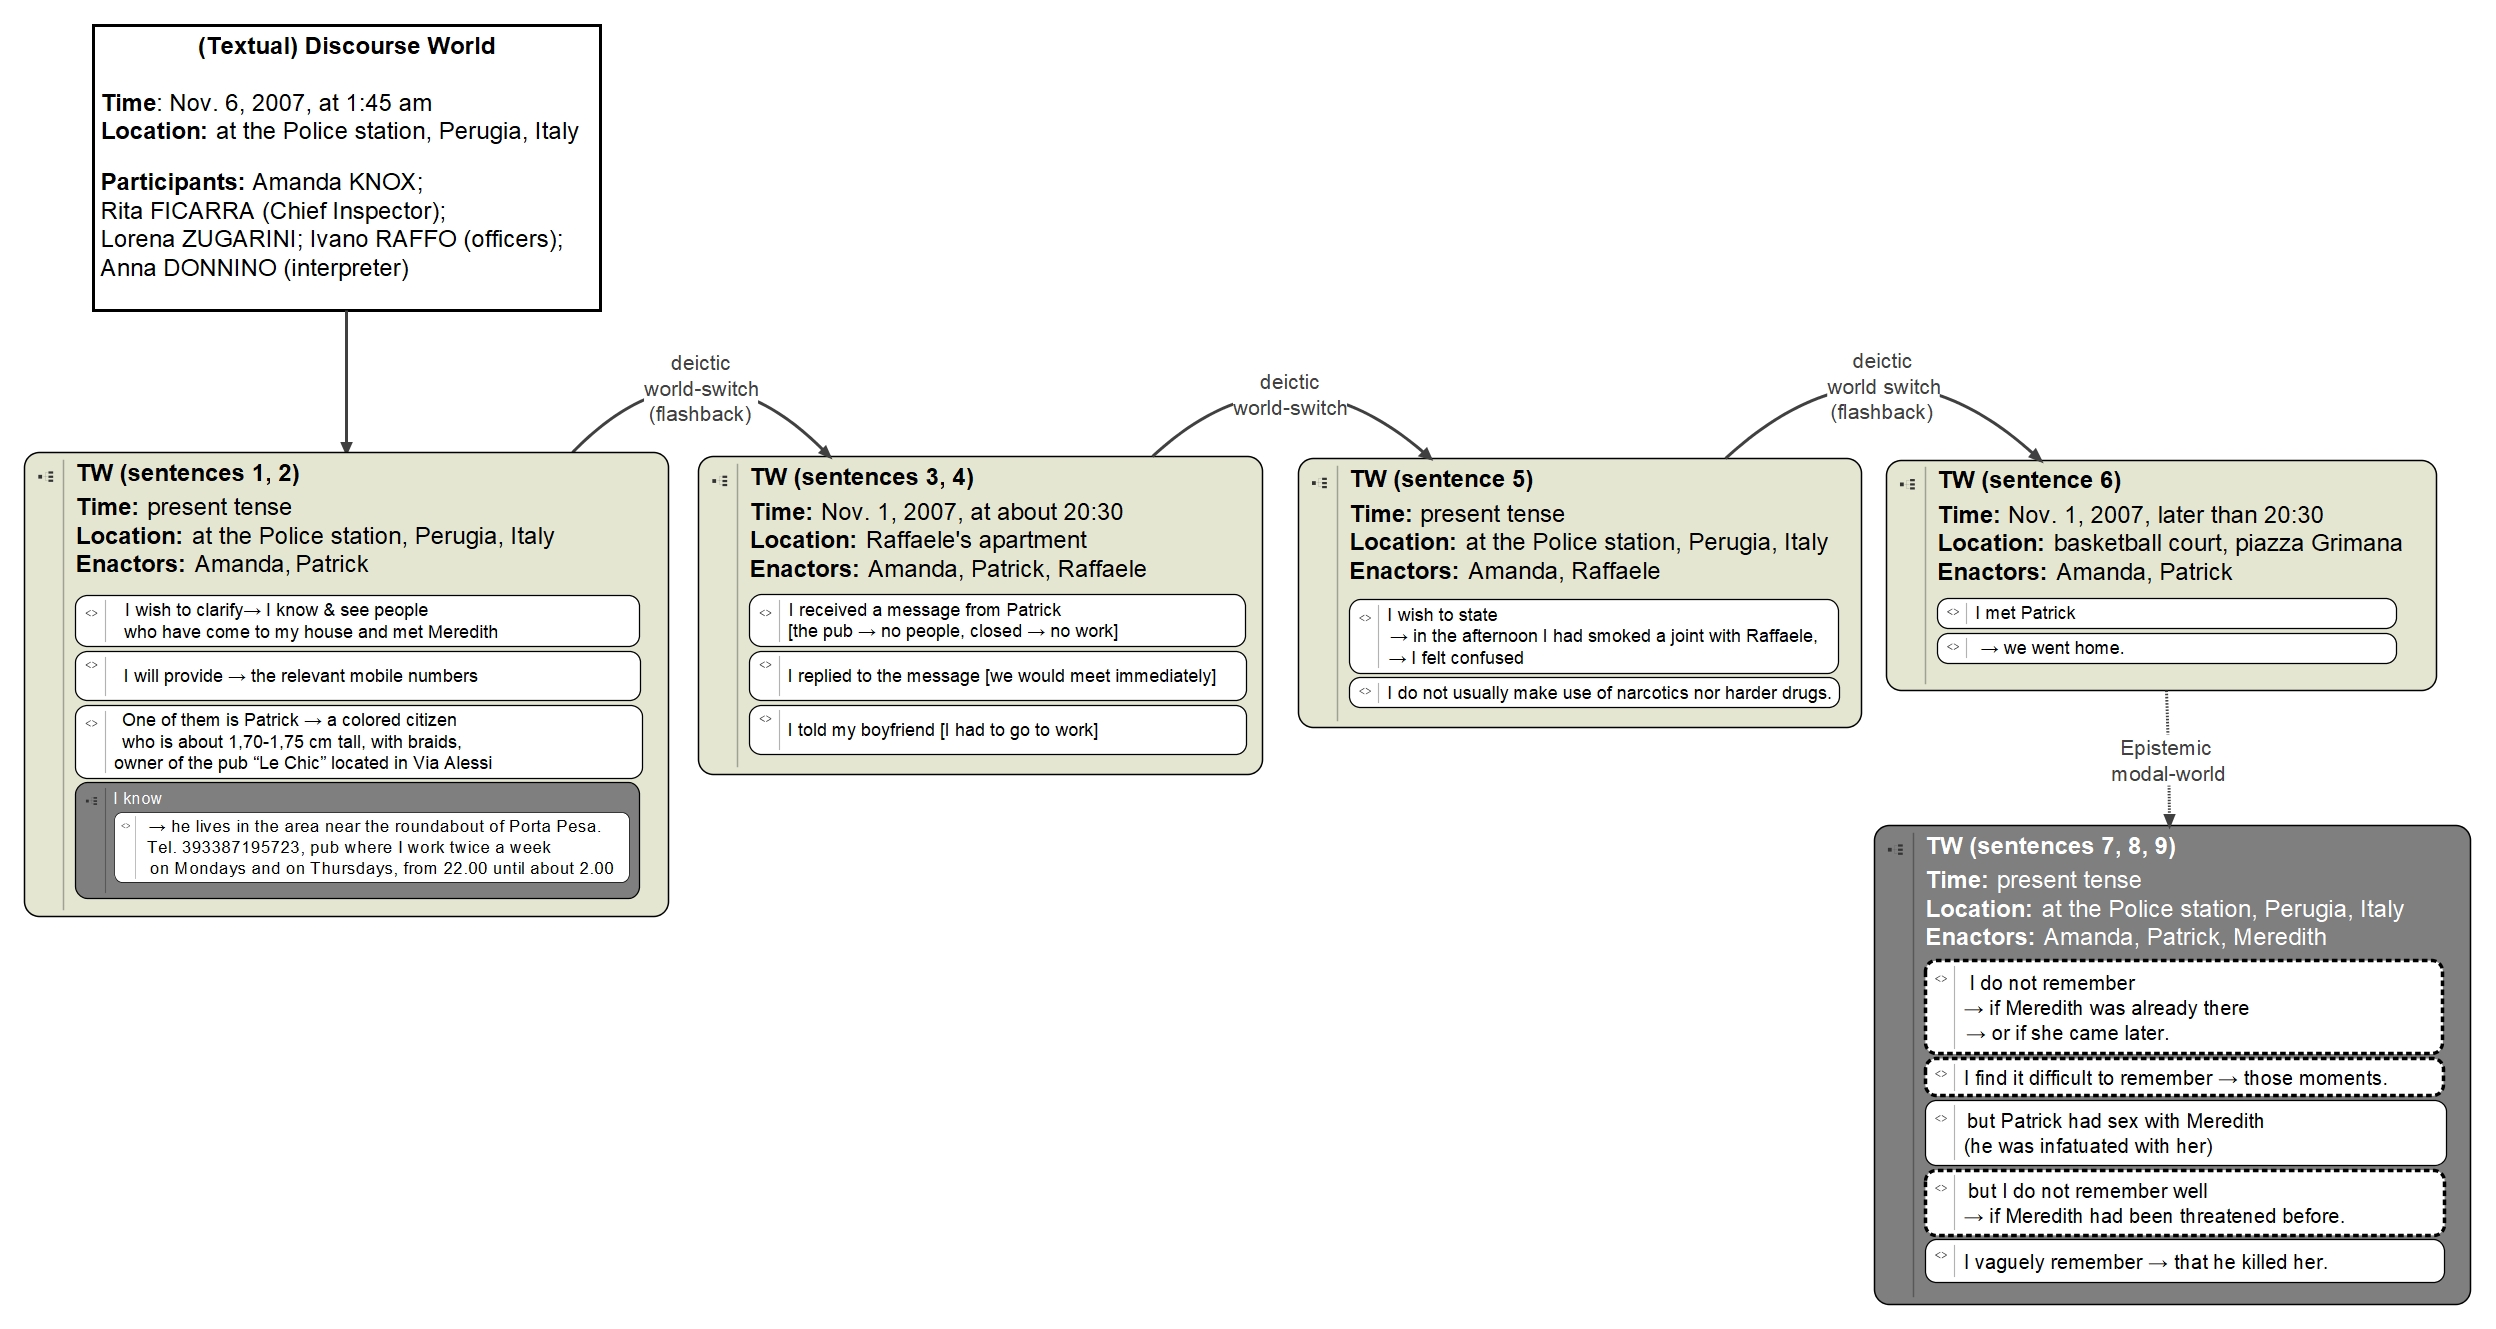 (Textual) Discourse World
Time: Nov. 6, 2007, at 1:45 am
Location: at the Police station, Perugia, Italy
Participants: Amanda KNOX;
Rita FICARRA (Chief Inspector);
Lorena ZUGARINI; Ivano RAFFO (officers);
Anna DONNINO (interpreter)
deictic
world-switch
(flashback)
deictic
world-switch
deictic
world switch
(flashback)
TW (sentences 1, 2)
Time: present tense
Location: at the Police station, Perugia, Italy
Enactors: Amanda, Patrick
I wish to clarify→ I know & see people
who have come to my house and met Meredith
I will provide → the relevant mobile numbers
One of them is Patrick → a colored citizen
who is about 1,70-1,75 cm tall, with braids,
owner of the pub “Le Chic” located in Via Alessi
I know
→ he lives in the area near the roundabout of Porta Pesa.
Tel. 393387195723, pub where I work twice a week
on Mondays and on Thursdays, from 22.00 until about 2.00
TW (sentences 3, 4)
Time: Nov. 1, 2007, at about 20:30
Location: Raffaele's apartment
Enactors: Amanda, Patrick, Raffaele
I received a message from Patrick
[the pub → no people, closed → no work]
I replied to the message [we would meet immediately]
I told my boyfriend [I had to go to work]
TW (sentence 5)
Time: present tense
Location: at the Police station, Perugia, Italy
Enactors: Amanda, Raffaele
I wish to state
→ in the afternoon I had smoked a joint with Raffaele,
→ I felt confused
I do not usually make use of narcotics nor harder drugs.
TW (sentence 6)
Time: Nov. 1, 2007, later than 20:30
Location: basketball court, piazza Grimana
Enactors: Amanda, Patrick
I met Patrick
→ we went home.
Epistemic
modal-world
TW (sentences 7, 8, 9)
Time: present tense
Location: at the Police station, Perugia, Italy
Enactors: Amanda, Patrick, Meredith
I do not remember
→ if Meredith was already there
→ or if she came later.
I find it difficult to remember → those moments.
but Patrick had sex with Meredith
(he was infatuated with her)
but I do not remember well
→ if Meredith had been threatened before.
I vaguely remember → that he killed her.